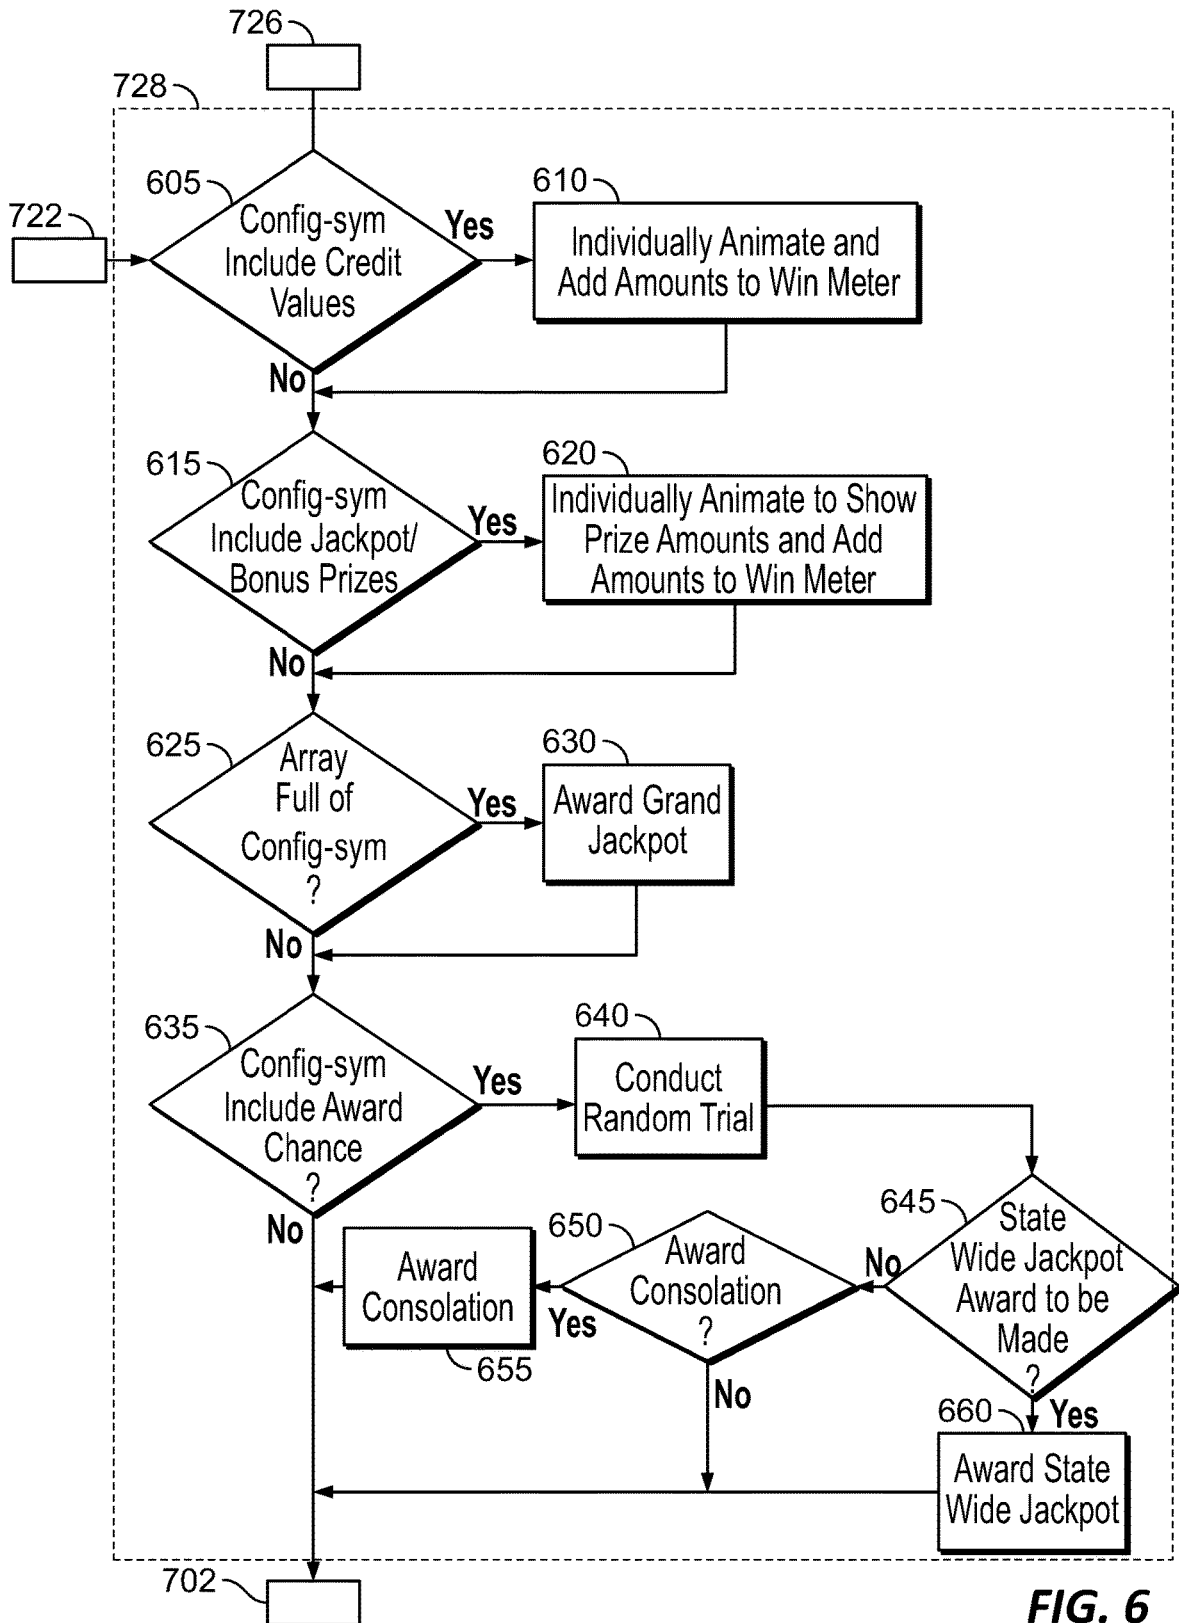 726
728
605
Config-sym
Include Credit
Values
Yes
610
Individually Animate and
Add Amounts to Win Meter
722
No
615
Config-sym
Include Jackpot/
Bonus Prizes
Yes
620
Individually Animate to Show
Prize Amounts and Add
Amounts to Win Meter
No
625
Array
Full of
Config-sym
?
Yes
630
Award Grand
Jackpot
No
635
Config-sym
Include Award
Chance
?
Yes
640
Conduct
Random Trial
No
645
State
Wide Jackpot
Award to be
Made
?
No
650
Award
Consolation
?
Yes
Award
Consolation
655
No
Yes
660
Award State
Wide Jackpot
702
FIG. 6